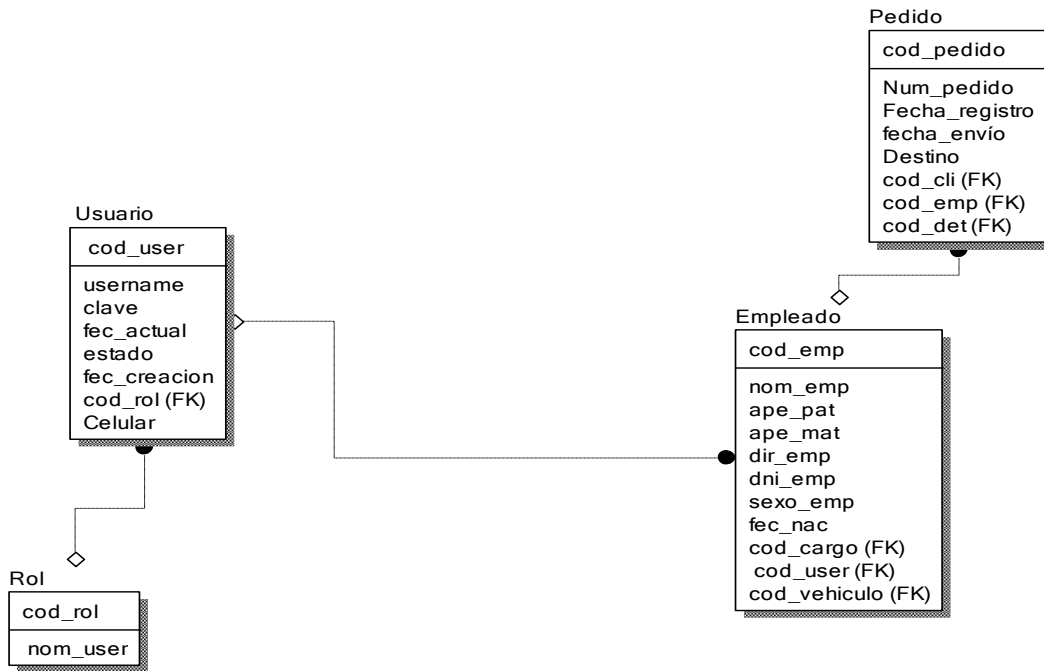 Pedido
cod_pedido
Num_pedido
Fecha_registro
fecha_envío
Destino
cod_cli (FK)
cod_emp (FK)
cod_det (FK)
Usuario
cod_user
username
clave
fec_actual
estado
fec_creacion
cod_rol (FK)
Celular
Empleado
cod_emp
nom_emp
ape_pat
ape_mat
dir_emp
dni_emp
sexo_emp
fec_nac
cod_cargo (FK)
cod_user (FK)
cod_vehiculo (FK)
Rol
cod_rol
nom_user